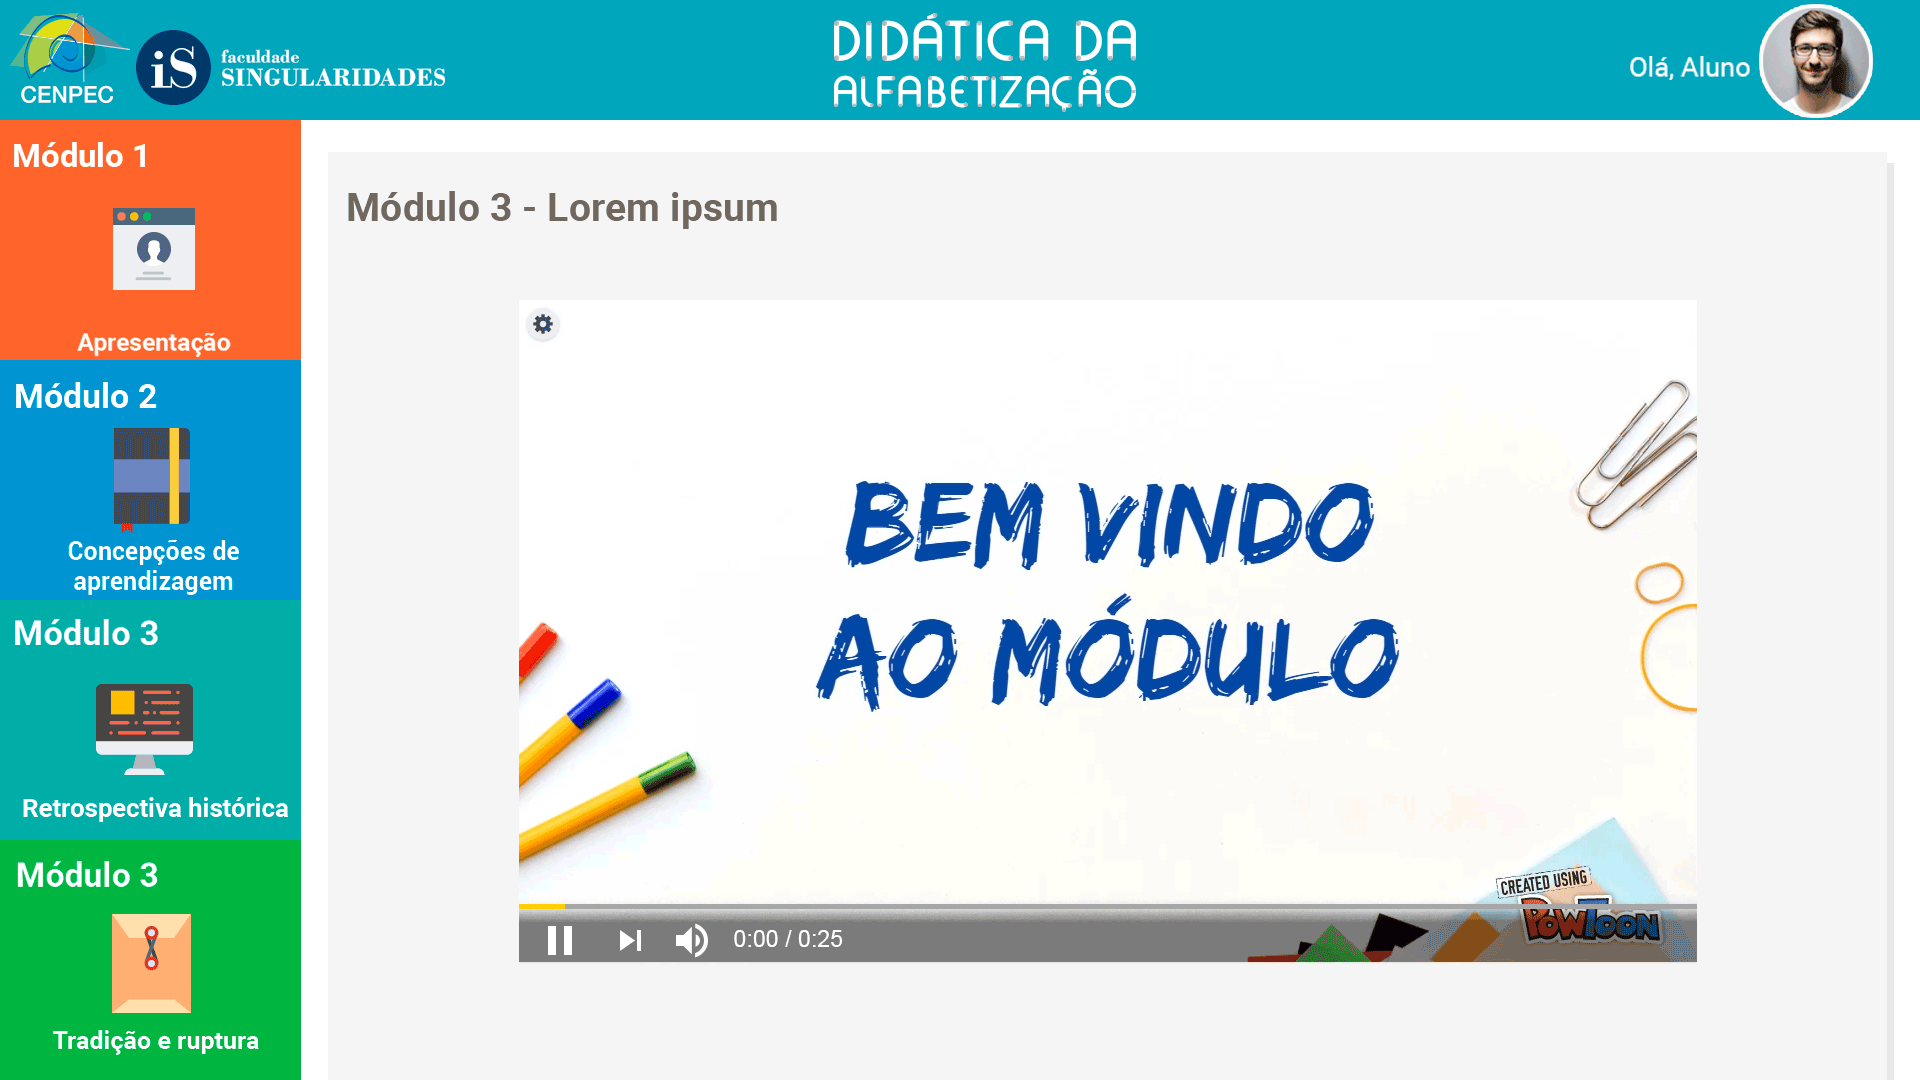 CENPEC
iS
faculdade
SINGULARIDADES
DIDÁTICA DA
ALFABETIZAÇÃO
Olá, Aluno
Módulo 1
Apresentação
Módulo 2
Concepções de
aprendizagem
Módulo 3
Retrospectiva histórica
Módulo 3
Tradição e ruptura
Módulo 3 - Lorem ipsum
BEM VINDO
AO MÓDULO
CREATED USING
POWTOON
0:00 / 0:25